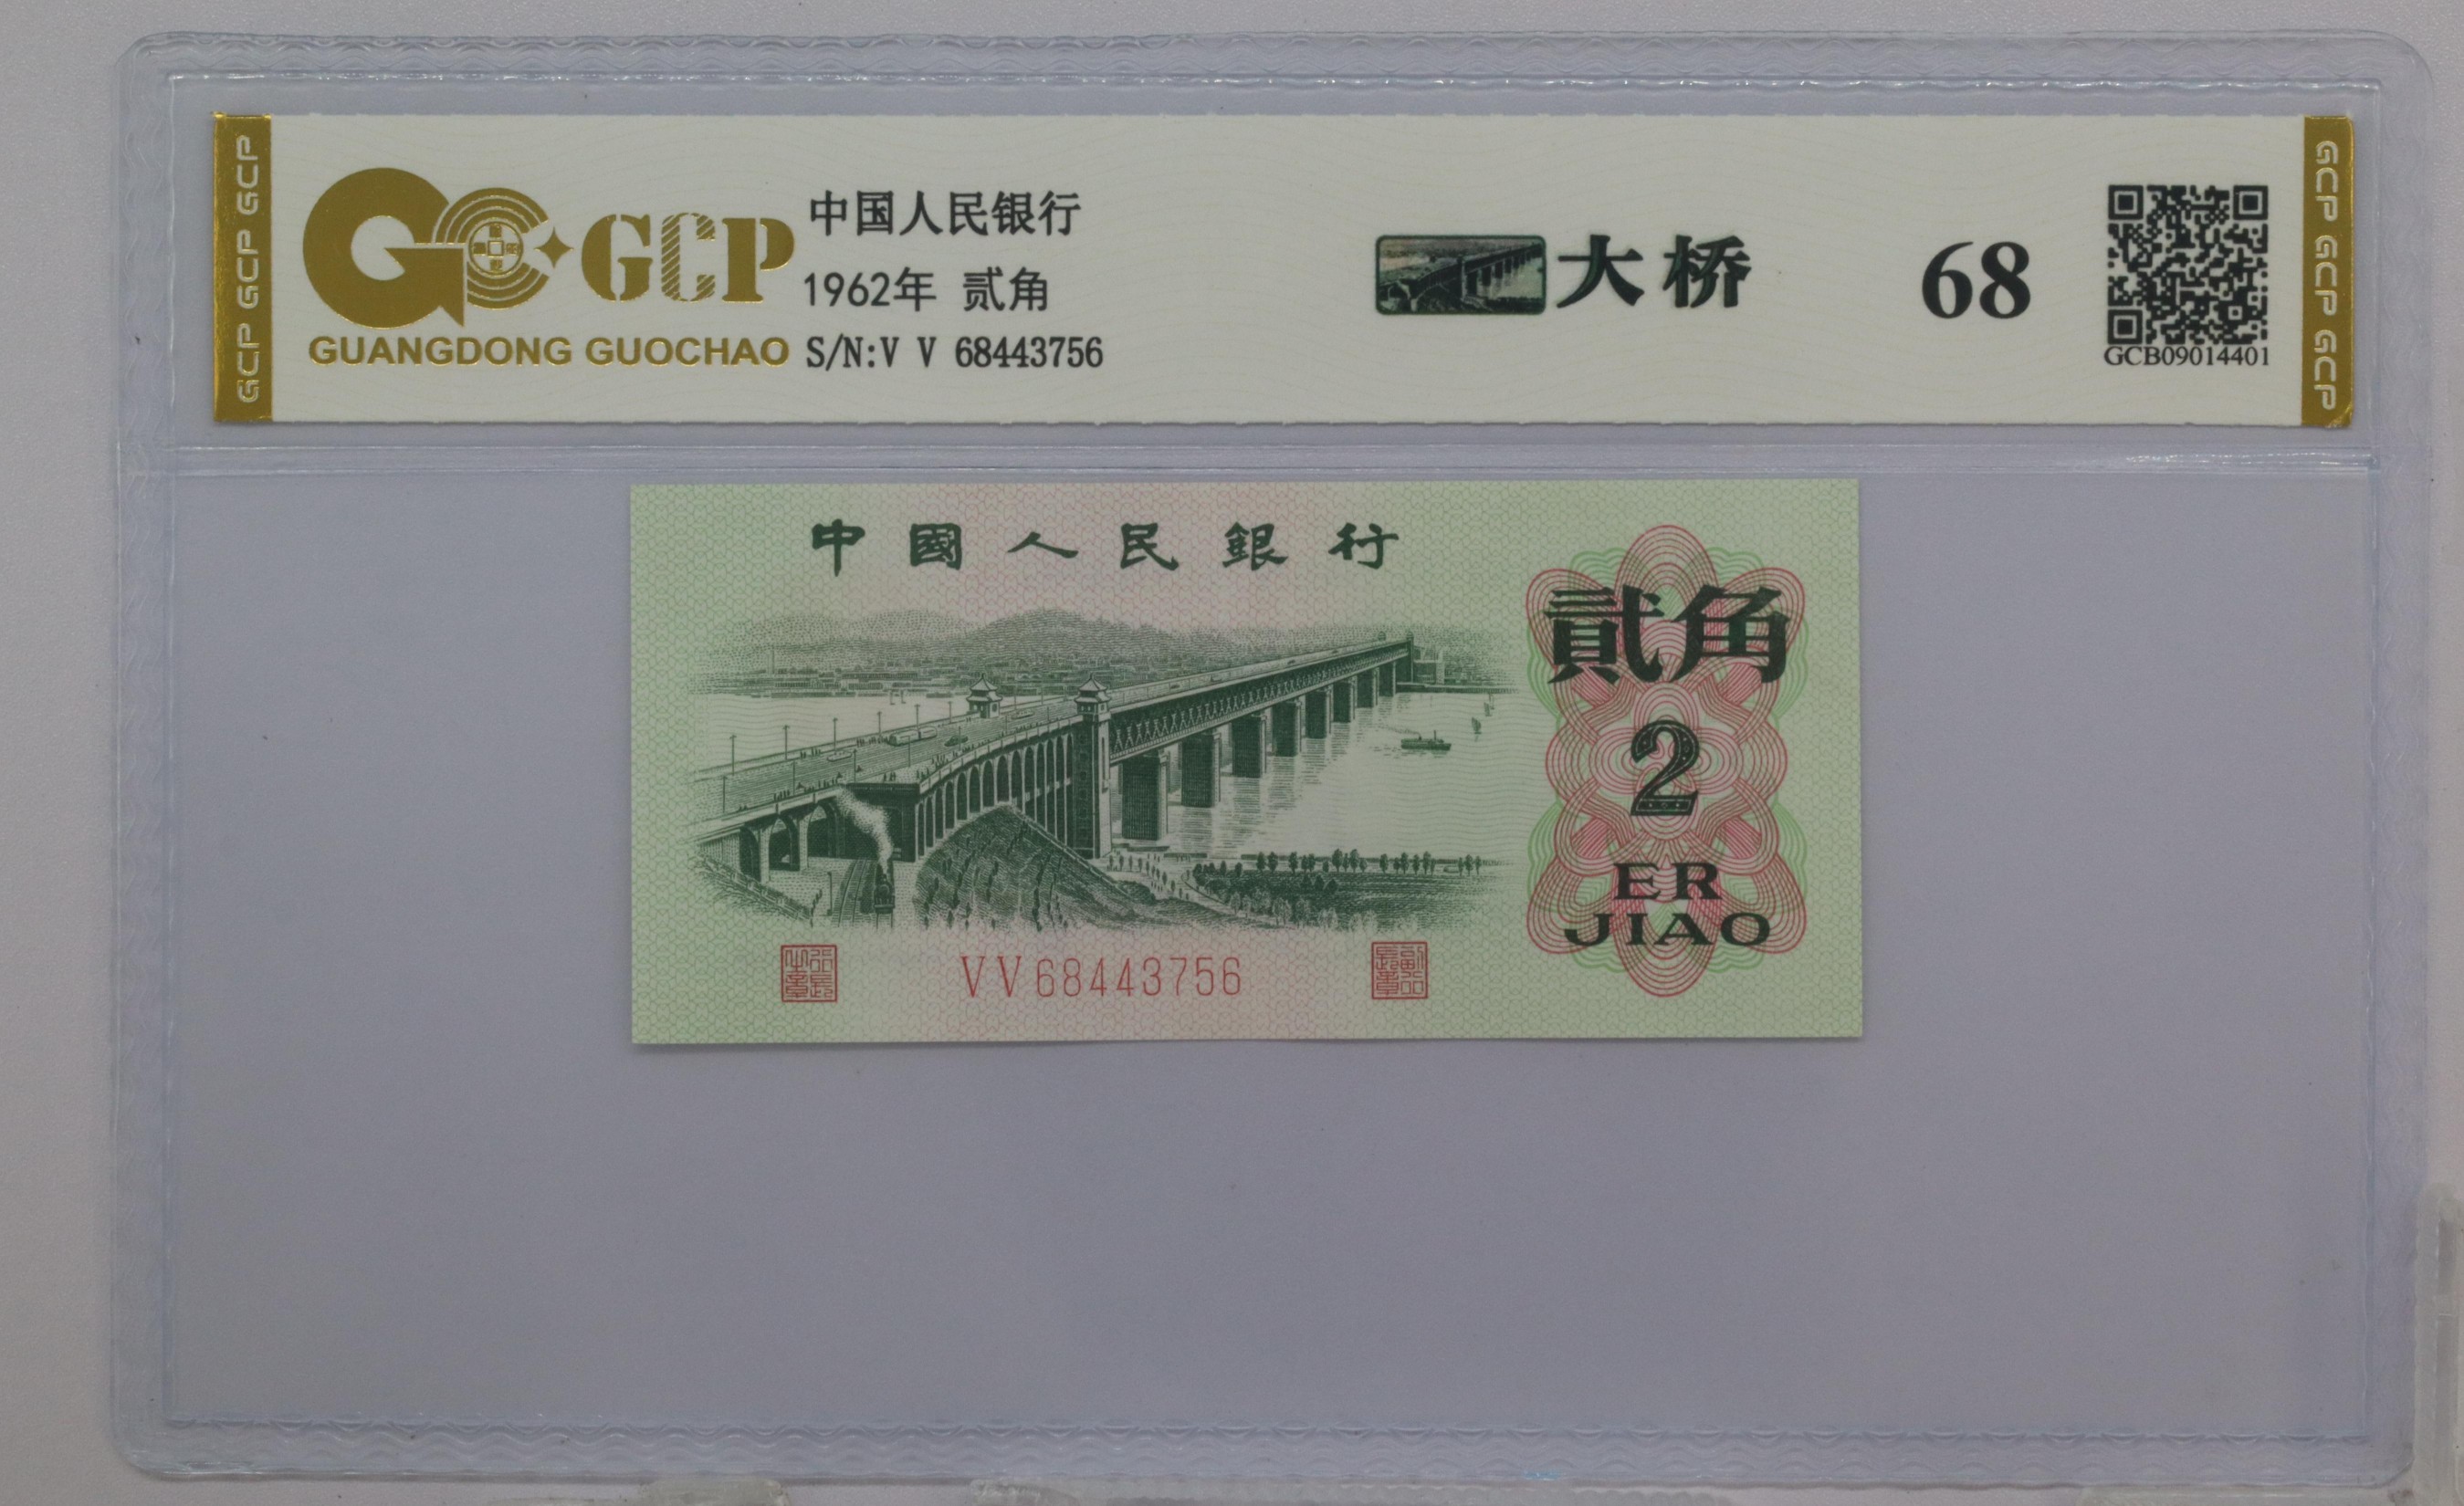 GCP GCP GCP
GCP
GUANGDONG GUOCHAO
中国人民银行
1962年 贰角
S/N:V V 68443756
大桥
68
GCB09014401
GCP GCP GCP
中國人民銀行
貳角
2
ER
JIAO
VV68443756